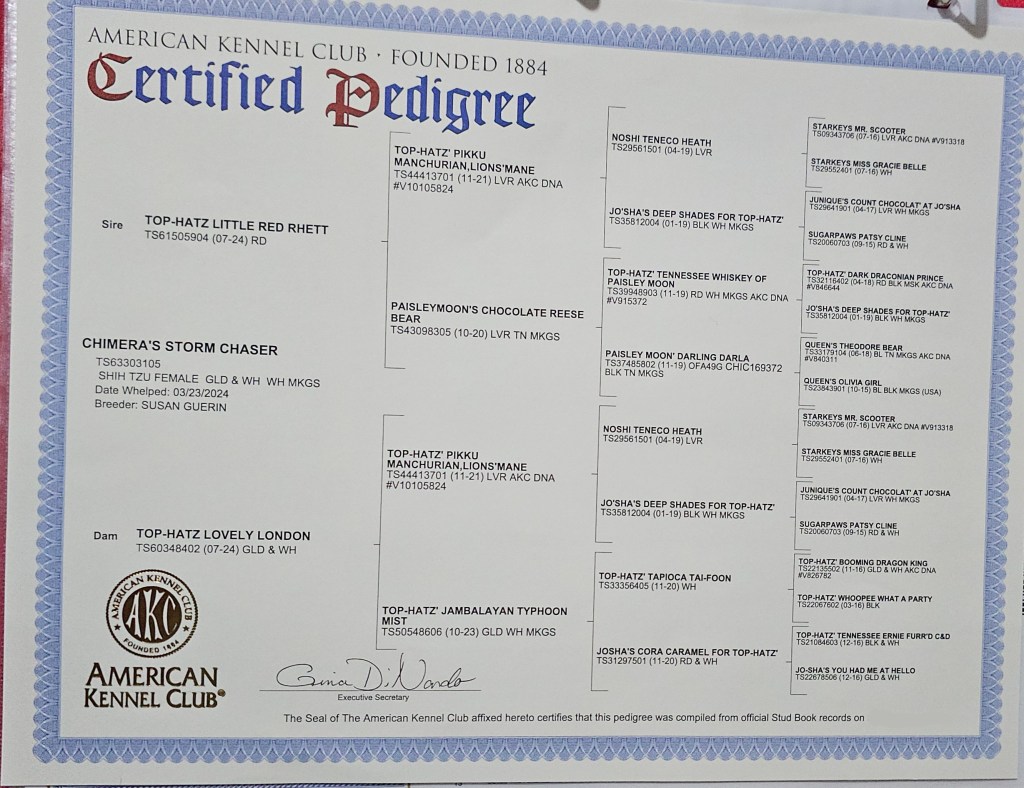 AMERICAN KENNEL CLUB · FOUNDED 1884
Certified Pedigree
Sire
TOP-HATZ LITTLE RED RHETT
TS61505904 (07-24) RD
CHIMERA'S STORM CHASER
TS63303105
SHIH TZU FEMALE GLD & WH WH MKGS
Date Whelped: 03/23/2024
Breeder: SUSAN GUERIN
Dam
TOP-HATZ LOVELY LONDON
TS60348402 (07-24) GLD & WH
TOP-HATZ' PIKKU
MANCHURIAN,LIONS'MANE
TS44413701 (11-21) LVR AKC DNA
#V10105824
PAISLEYMOON'S CHOCOLATE REESE
BEAR
TS43098305 (10-20) LVR TN MKGS
TOP-HATZ' PIKKU
MANCHURIAN,LIONS'MANE
TS44413701 (11-21) LVR AKC DNA
#V10105824
TOP-HATZ' JAMBALAYAN TYPHOON
MIST
TS50548606 (10-23) GLD WH MKGS
NOSHI TENECO HEATH
TS29561501 (04-19) LVR
JO'SHA'S DEEP SHADES FOR TOP-HATZ'
TS35812004 (01-19) BLK WH MKGS
TOP-HATZ' TENNESSEE WHISKEY OF
PAISLEY MOON
TS39948903 (11-19) RD WH MKGS AKC DNA
#V915372
PAISLEY MOON' DARLING DARLA
TS37485802 (11-19) OFA49G CHIC169372
BLK TN MKGS
NOSHI TENECO HEATH
TS29561501 (04-19) LVR
JO'SHA'S DEEP SHADES FOR TOP-HATZ'
TS35812004 (01-19) BLK WH MKGS
TOP-HATZ' TAPIOCA TAI-FOON
TS33356405 (11-20) WH
JOSHA'S CORA CARAMEL FOR TOP-HATZ'
TS31297501 (11-20) RD & WH
STARKEYS MR. SCOOTER
TS09343706 (07-16) LVR AKC DNA #V913318
STARKEYS MISS GRACIE BELLE
TS29552401 (07-16) WH
JUNIQUE'S COUNT CHOCOLAT' AT JO'SHA
TS29641901 (04-17) LVR WH MKGS
SUGARPAWS PATSY CLINE
TS20060703 (09-15) RD & WH
TOP-HATZ' DARK DRACONIAN PRINCE
TS32116402 (04-18) RD BLK MSK AKC DNA
#V846644
JO'SHA'S DEEP SHADES FOR TOP-HATZ'
TS35812004 (01-19) BLK WH MKGS
QUEEN'S THEODORE BEAR
TS33179104 (06-18) BL TN MKGS AKC DNA
#V840311
QUEEN'S OLIVIA GIRL
TS23843901 (10-15) BL BLK MKGS (USA)
STARKEYS MR. SCOOTER
TS09343706 (07-16) LVR AKC DNA #V913318
STARKEYS MISS GRACIE BELLE
TS29552401 (07-16) WH
JUNIQUE'S COUNT CHOCOLAT' AT JO'SHA
TS29641901 (04-17) LVR WH MKGS
SUGARPAWS PATSY CLINE
TS20060703 (09-15) RD & WH
TOP-HATZ' BOOMING DRAGON KING
TS22135502 (11-16) GLD & WH AKC DNA
#V826782
TOP-HATZ' WHOOPEE WHAT A PARTY
TS22067602 (03-16) BLK
TOP-HATZ' TENNESSEE ERNIE FURR'D C&D
TS21084603 (12-16) BLK & WH
JO-SHA'S YOU HAD ME AT HELLO
TS22678506 (12-16) GLD & WH
AMERICAN KENNEL CLUB
AKC
FOUNDED 1884
AMERICAN
KENNEL CLUB®
Gina DiNardo
Executive Secretary
The Seal of The American Kennel Club affixed hereto certifies that this pedigree was compiled from official Stud Book records on